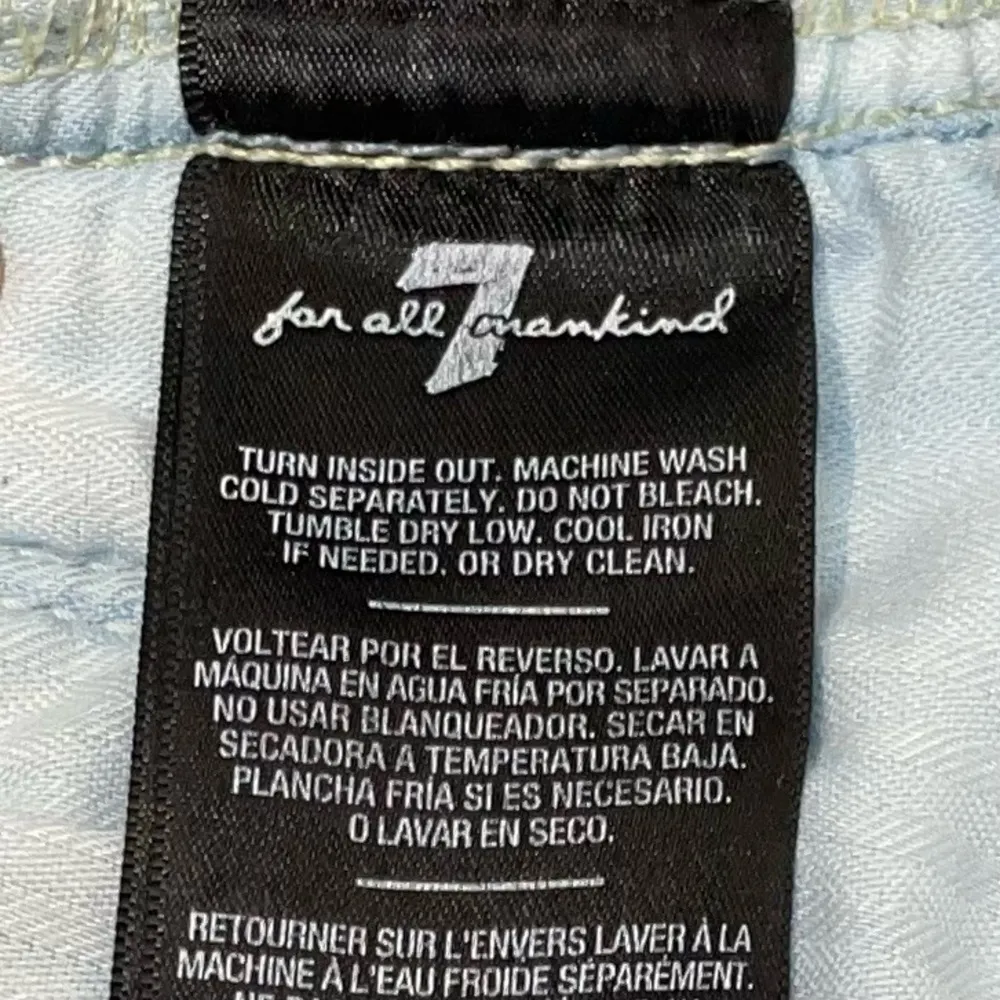 for all 7 mankind
TURN INSIDE OUT. MACHINE WASH
COLD SEPARATELY. DO NOT BLEACH.
TUMBLE DRY LOW. COOL IRON
IF NEEDED. OR DRY CLEAN.
VOLTEAR POR EL REVERSO. LAVAR A
MÁQUINA EN AGUA FRÍA POR SEPARADO.
NO USAR BLANQUEADOR. SECAR EN
SECADORA A TEMPERATURA BAJA.
PLANCHA FRÍA SI ES NECESARIO.
O LAVAR EN SECO.
RETOURNER SUR L'ENVERS LAVER À LA
MACHINE À L'EAU FROIDE SÉPARÉMENT.